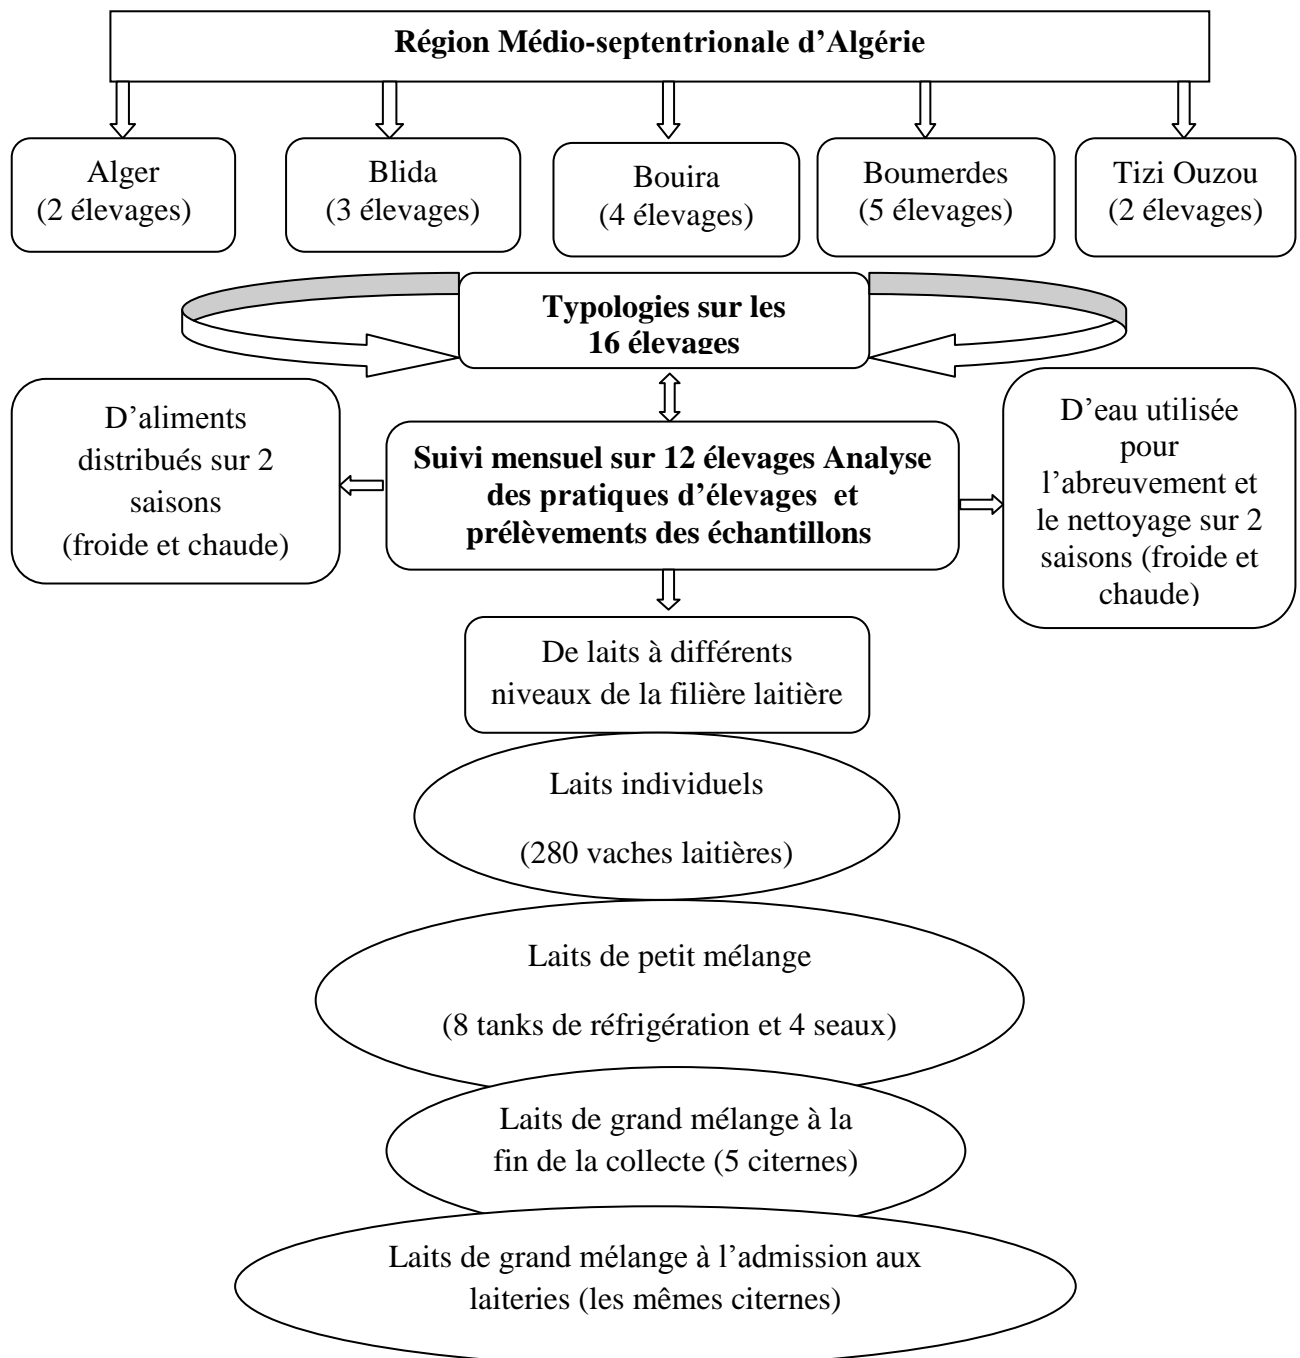 Région Médio-septentrionale d’Algérie
Alger
(2 élevages)
Blida
(3 élevages)
Bouira
(4 élevages)
Boumerdes
(5 élevages)
Tizi Ouzou
(2 élevages)
Typologies sur les
16 élevages
D’aliments
distribués sur 2
saisons
(froide et chaude)
Suivi mensuel sur 12 élevages Analyse
des pratiques d’élevages et
prélèvements des échantillons
D’eau utilisée
pour
l’abreuvement et
le nettoyage sur 2
saisons (froide et
chaude)
De laits à différents
niveaux de la filière laitière
Laits individuels
(280 vaches laitières)
Laits de petit mélange
(8 tanks de réfrigération et 4 seaux)
Laits de grand mélange à la
fin de la collecte (5 citernes)
Laits de grand mélange à l’admission aux
laiteries (les mêmes citernes)